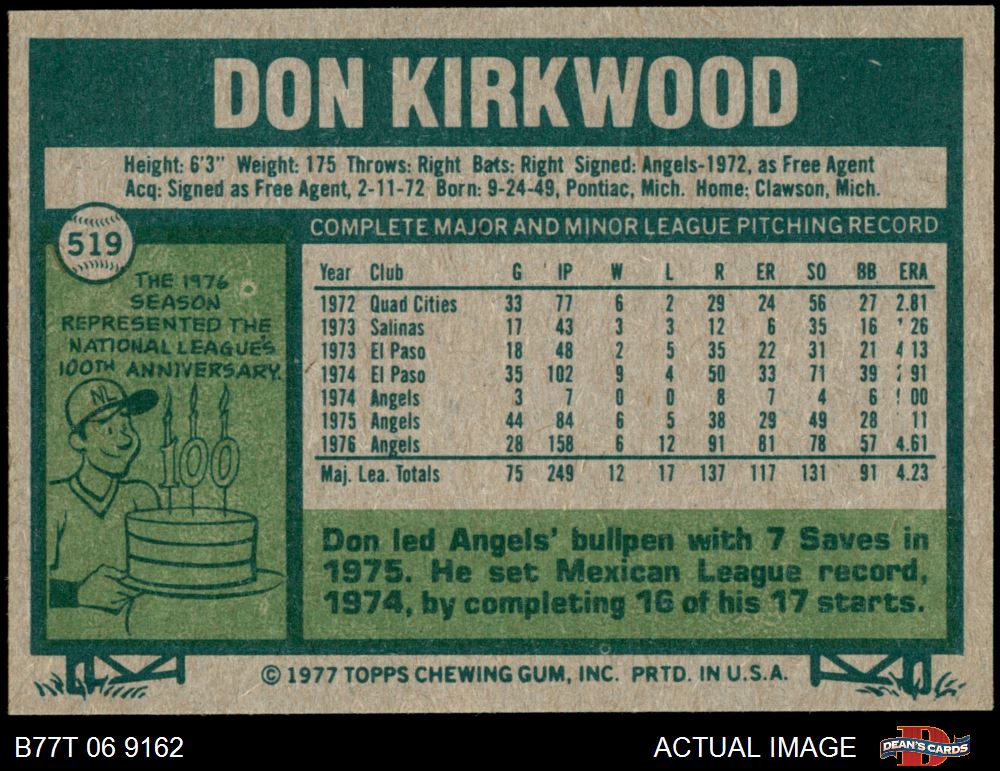 DON KIRKWOOD
Height: 6'3" Weight: 175 Throws: Right Bats: Right Signed: Angels-1972, as Free Agent
Acq: Signed as Free Agent, 2-11-72 Born: 9-24-49, Pontiac, Mich. Home: Clawson, Mich.
519
THE 1976
SEASON
REPRESENTED THE
NATIONAL LEAGUE'S
100TH ANNIVERSARY.
NL
100
COMPLETE MAJOR AND MINOR LEAGUE PITCHING RECORD
Year Club G IP W L R ER SO BB ERA
1972 Quad Cities 33 77 6 2 29 24 56 27 2.81
1973 Salinas 17 43 3 3 12 6 35 16 26
1973 El Paso 18 48 2 5 35 22 31 21 4 13
1974 El Paso 35 102 9 4 50 33 71 39 91
1974 Angels 3 7 0 0 8 7 4 6 00
1975 Angels 44 84 6 5 38 29 49 28 11
1976 Angels 28 158 6 12 91 81 78 57 4.61
Maj. Lea. Totals 75 249 12 17 137 117 131 91 4.23
Don led Angels' bullpen with 7 Saves in
1975. He set Mexican League record,
1974, by completing 16 of his 17 starts.
© 1977 TOPPS CHEWING GUM, INC. PRTD. IN U.S.A.
B77T 06 9162
ACTUAL IMAGE
DEAN'S CARDS